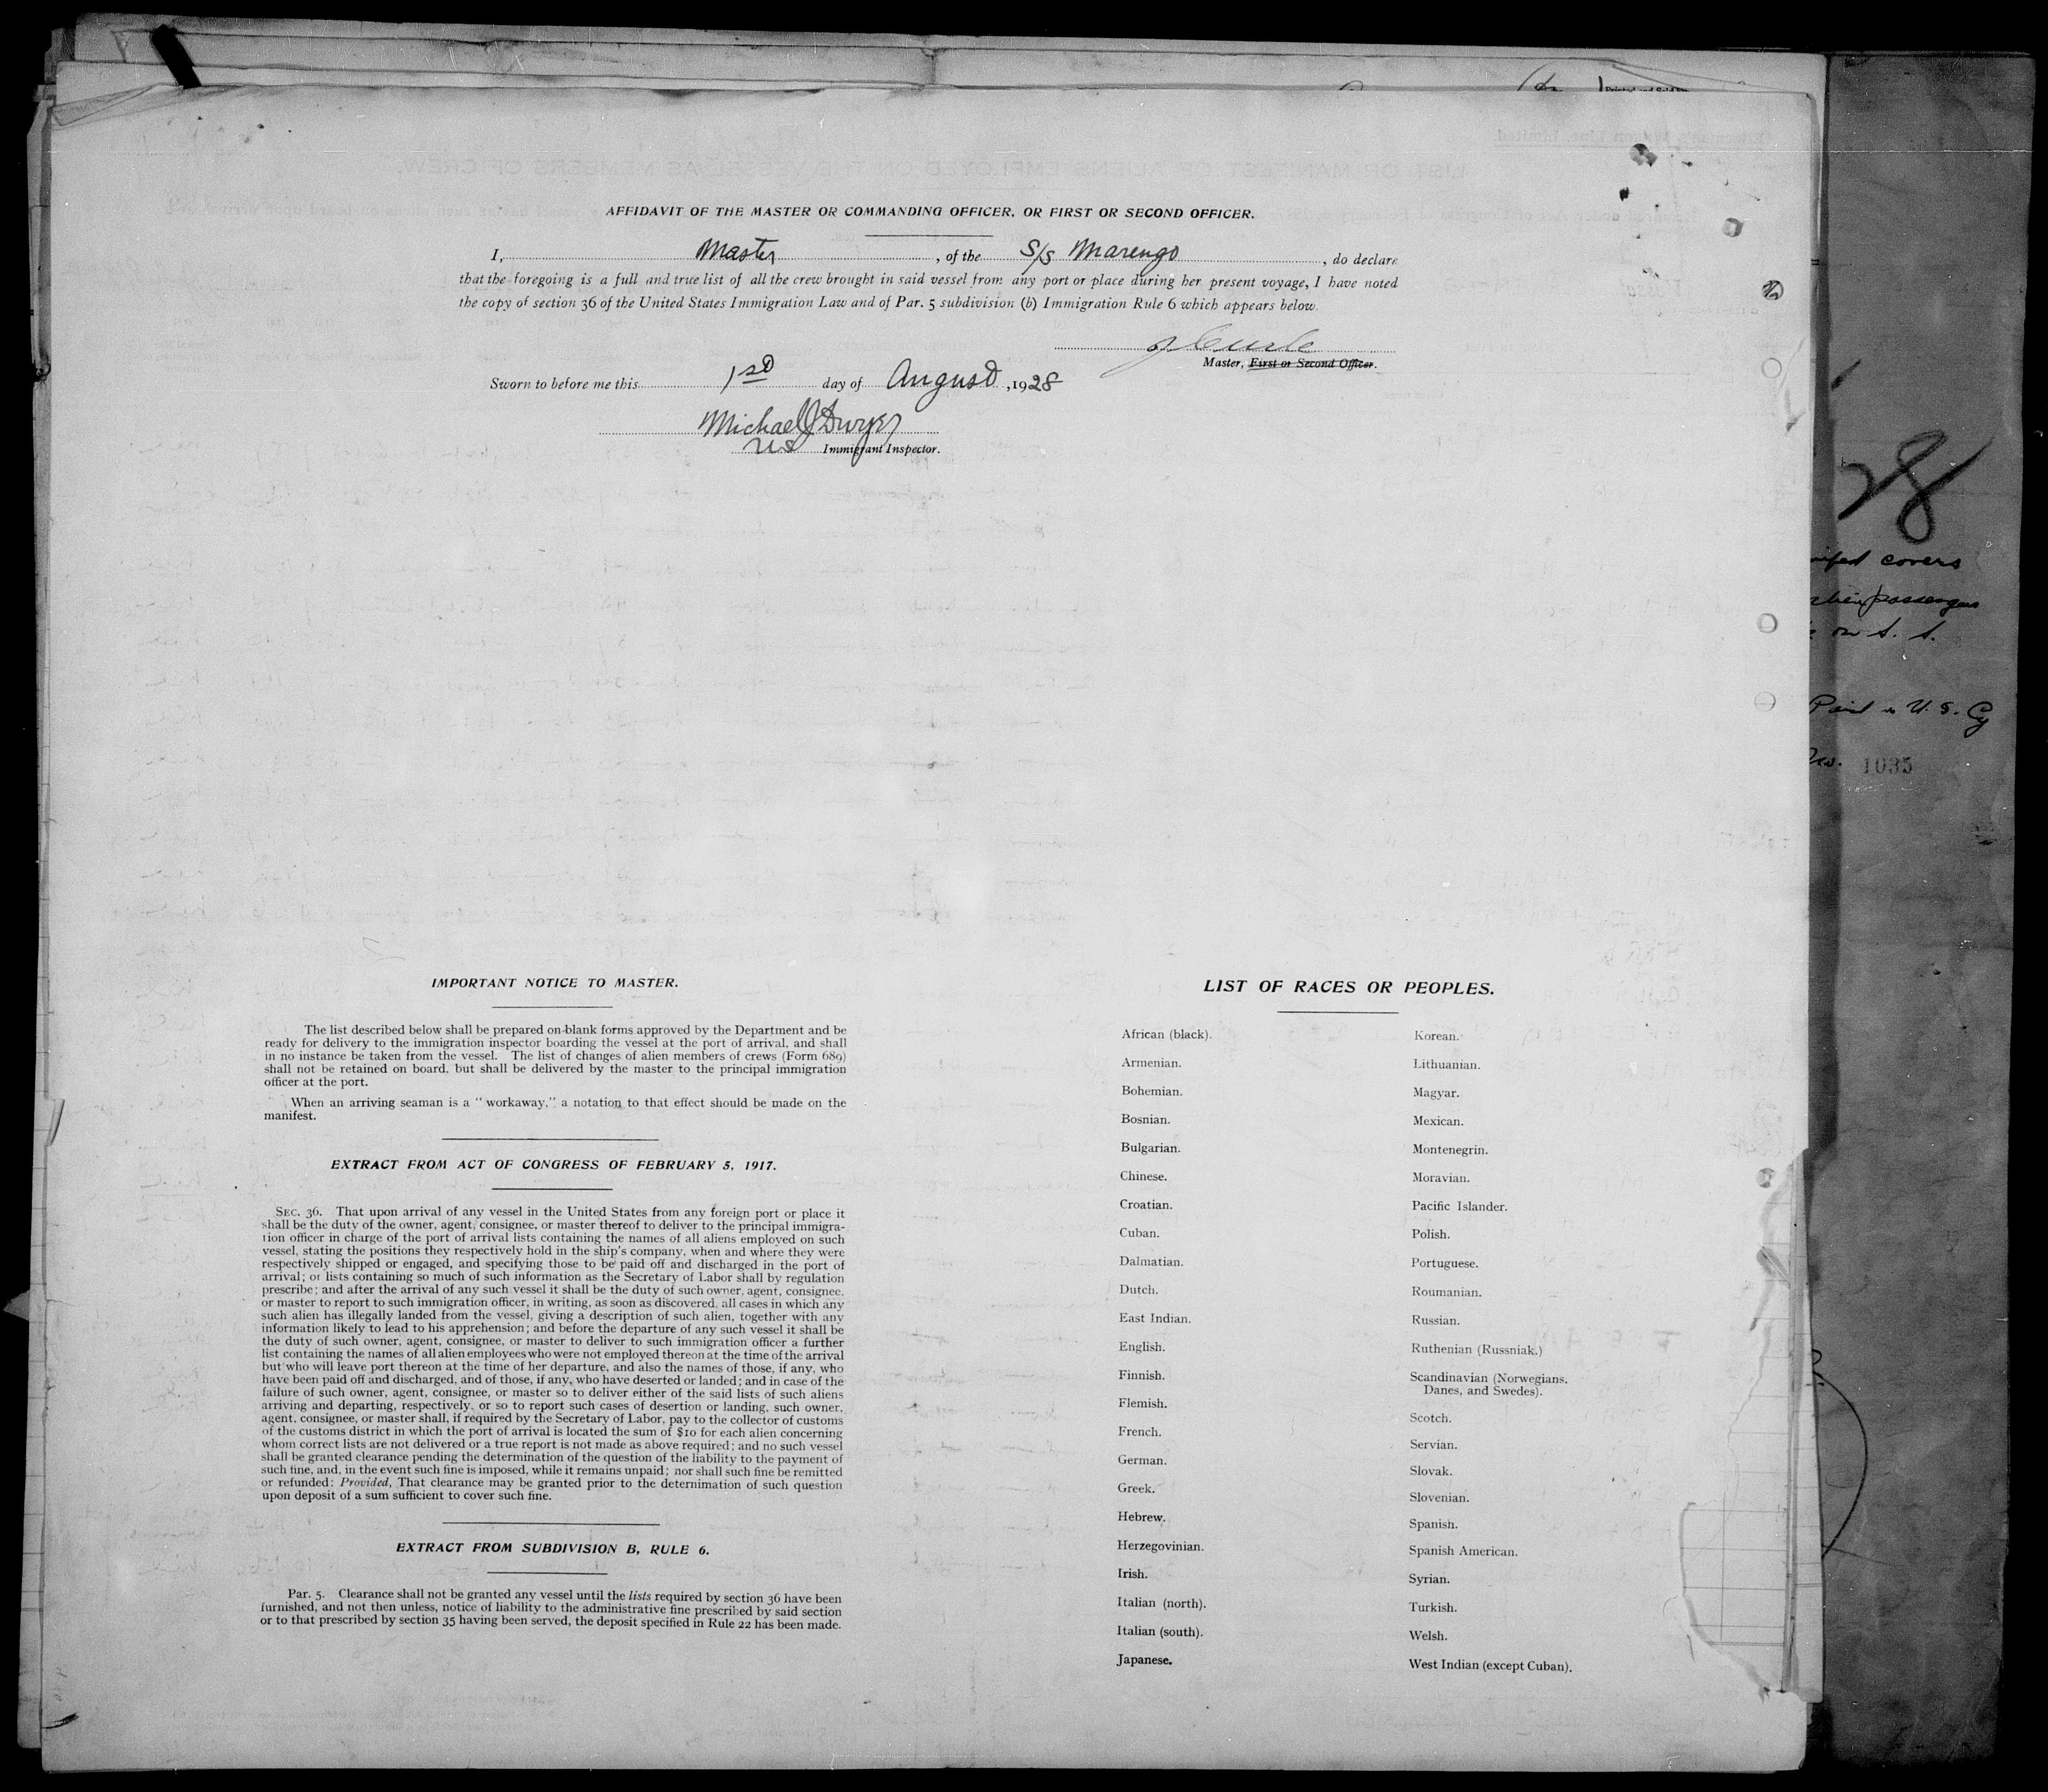 AFFIDAVIT OF THE MASTER OR COMMANDING OFFICER, OR FIRST OR SECOND OFFICER.
I, Master, of the S/S Marengo, do declare
that the foregoing is a full and true list of all the crew brought in said vessel from any port or place during her present voyage, I have noted
the copy of section 36 of the United States Immigration Law and of Par. 5 subdivision (b) Immigration Rule 6 which appears below.
Master, First or Second Officer.
Sworn to before me this 1st day of August, 1928
Michael J Dwyer
US Immigrant Inspector.
28
covers
passengers
on S. S.
Paid in U. S. Cy
1035
IMPORTANT NOTICE TO MASTER.
The list described below shall be prepared on blank forms approved by the Department and be
ready for delivery to the immigration inspector boarding the vessel at the port of arrival, and shall
in no instance be taken from the vessel. The list of changes of alien members of crews (Form 689)
shall not be retained on board, but shall be delivered by the master to the principal immigration
officer at the port.
When an arriving seaman is a "workaway," a notation to that effect should be made on the
manifest.
EXTRACT FROM ACT OF CONGRESS OF FEBRUARY 5, 1917.
SEC. 36. That upon arrival of any vessel in the United States from any foreign port or place it
shall be the duty of the owner, agent, consignee, or master thereof to deliver to the principal immigra-
tion officer in charge of the port of arrival lists containing the names of all aliens employed on such
vessel, stating the positions they respectively hold in the ship's company, when and where they were
respectively shipped or engaged, and specifying those to be paid off and discharged in the port of
arrival; or lists containing so much of such information as the Secretary of Labor shall by regulation
prescribe; and after the arrival of any such vessel it shall be the duty of such owner, agent, consignee,
or master to report to such immigration officer, in writing, as soon as discovered, all cases in which any
such alien has illegally landed from the vessel, giving a description of such alien, together with any
information likely to lead to his apprehension; and before the departure of any such vessel it shall be
the duty of such owner, agent, consignee, or master to deliver to such immigration officer a further
list containing the names of all alien employees who were not employed thereon at the time of the arrival
but who will leave port thereon at the time of her departure, and also the names of those, if any, who
have been paid off and discharged, and of those, if any, who have deserted or landed; and in case of the
failure of such owner, agent, consignee, or master so to deliver either of the said lists of such aliens
arriving and departing, respectively, or so to report such cases of desertion or landing, such owner,
agent, consignee, or master shall, if required by the Secretary of Labor, pay to the collector of customs
of the customs district in which the port of arrival is located the sum of $10 for each alien concerning
whom correct lists are not delivered or a true report is not made as above required; and no such vessel
shall be granted clearance pending the determination of the question of the liability to the payment of
such fine, and, in the event such fine is imposed, while it remains unpaid; nor shall such fine be remitted
or refunded: Provided, That clearance may be granted prior to the deternimation of such question
upon deposit of a sum sufficient to cover such fine.
EXTRACT FROM SUBDIVISION B, RULE 6.
Par. 5. Clearance shall not be granted any vessel until the lists required by section 36 have been
furnished, and not then unless, notice of liability to the administrative fine prescribed by said section
or to that prescribed by section 35 having been served, the deposit specified in Rule 22 has been made.
LIST OF RACES OR PEOPLES.
African (black).
Armenian.
Bohemian.
Bosnian.
Bulgarian.
Chinese.
Croatian.
Cuban.
Dalmatian.
Dutch.
East Indian.
English.
Finnish.
Flemish.
French.
German.
Greek.
Hebrew.
Herzegovinian.
Irish.
Italian (north).
Italian (south).
Japanese.
Korean.
Lithuanian.
Magyar.
Mexican.
Montenegrin.
Moravian.
Pacific Islander.
Polish.
Portuguese.
Roumanian.
Russian.
Ruthenian (Russniak.)
Scandinavian (Norwegians.
Danes, and Swedes).
Scotch.
Servian.
Slovak.
Slovenian.
Spanish.
Spanish American.
Syrian.
Turkish.
Welsh.
West Indian (except Cuban).